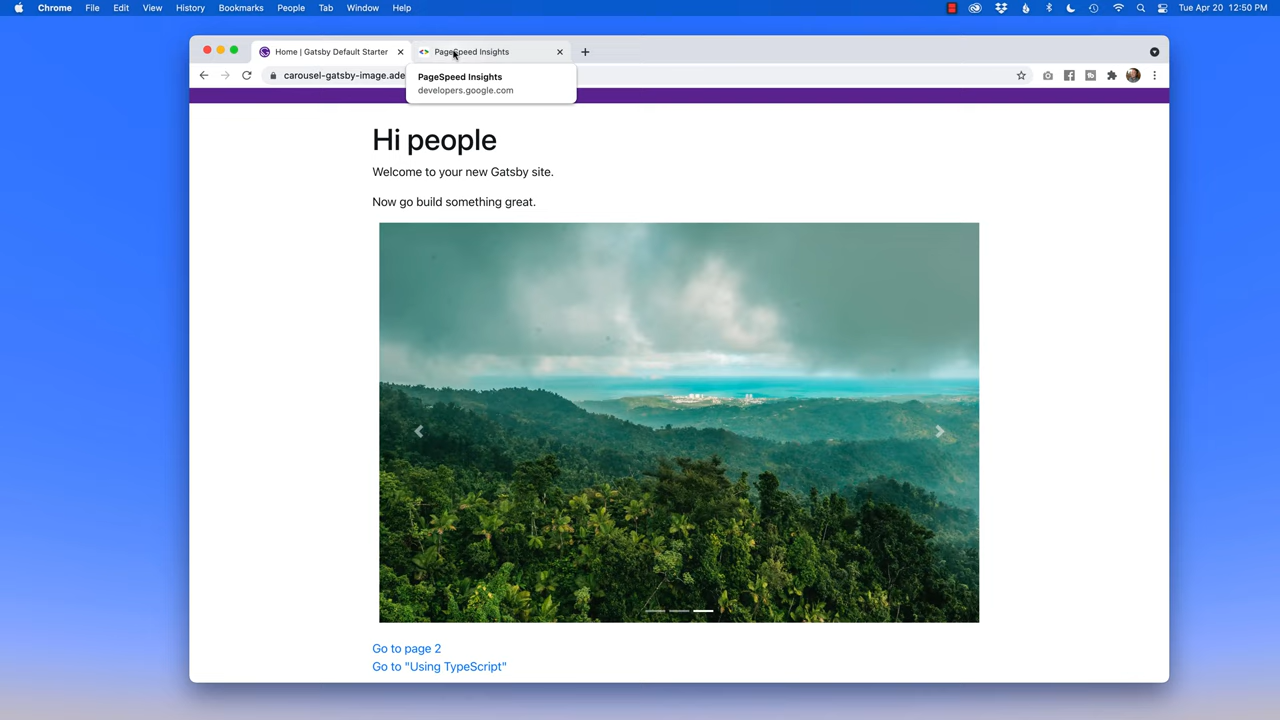 Chrome File Edit View History Bookmarks People Tab Window Help Tue Apr 20 12:50 PM
Home | Gatsby Default Starter PageSpeed Insights
carousel-gatsby-image.ade
PageSpeed Insights
developers.google.com
Hi people
Welcome to your new Gatsby site.
Now go build something great.
Go to page 2
Go to "Using TypeScript"